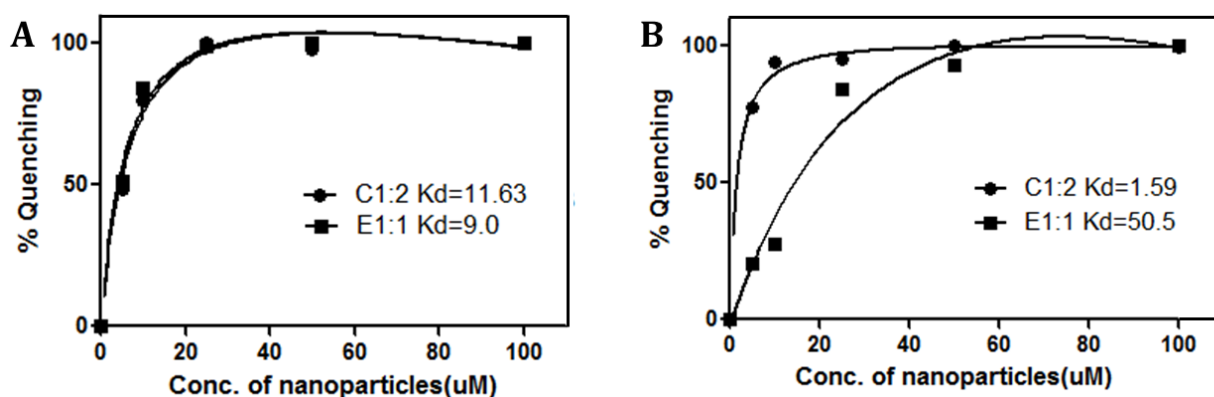 A
% Quenching
100
50
0
C1:2 Kd=11.63
E1:1 Kd=9.0
0 20 40 60 80 100
Conc. of nanoparticles(uM)
B
% Quenching
100
50
0
C1:2 Kd=1.59
E1:1 Kd=50.5
0 20 40 60 80 100
Conc. of nanoparticles(uM)